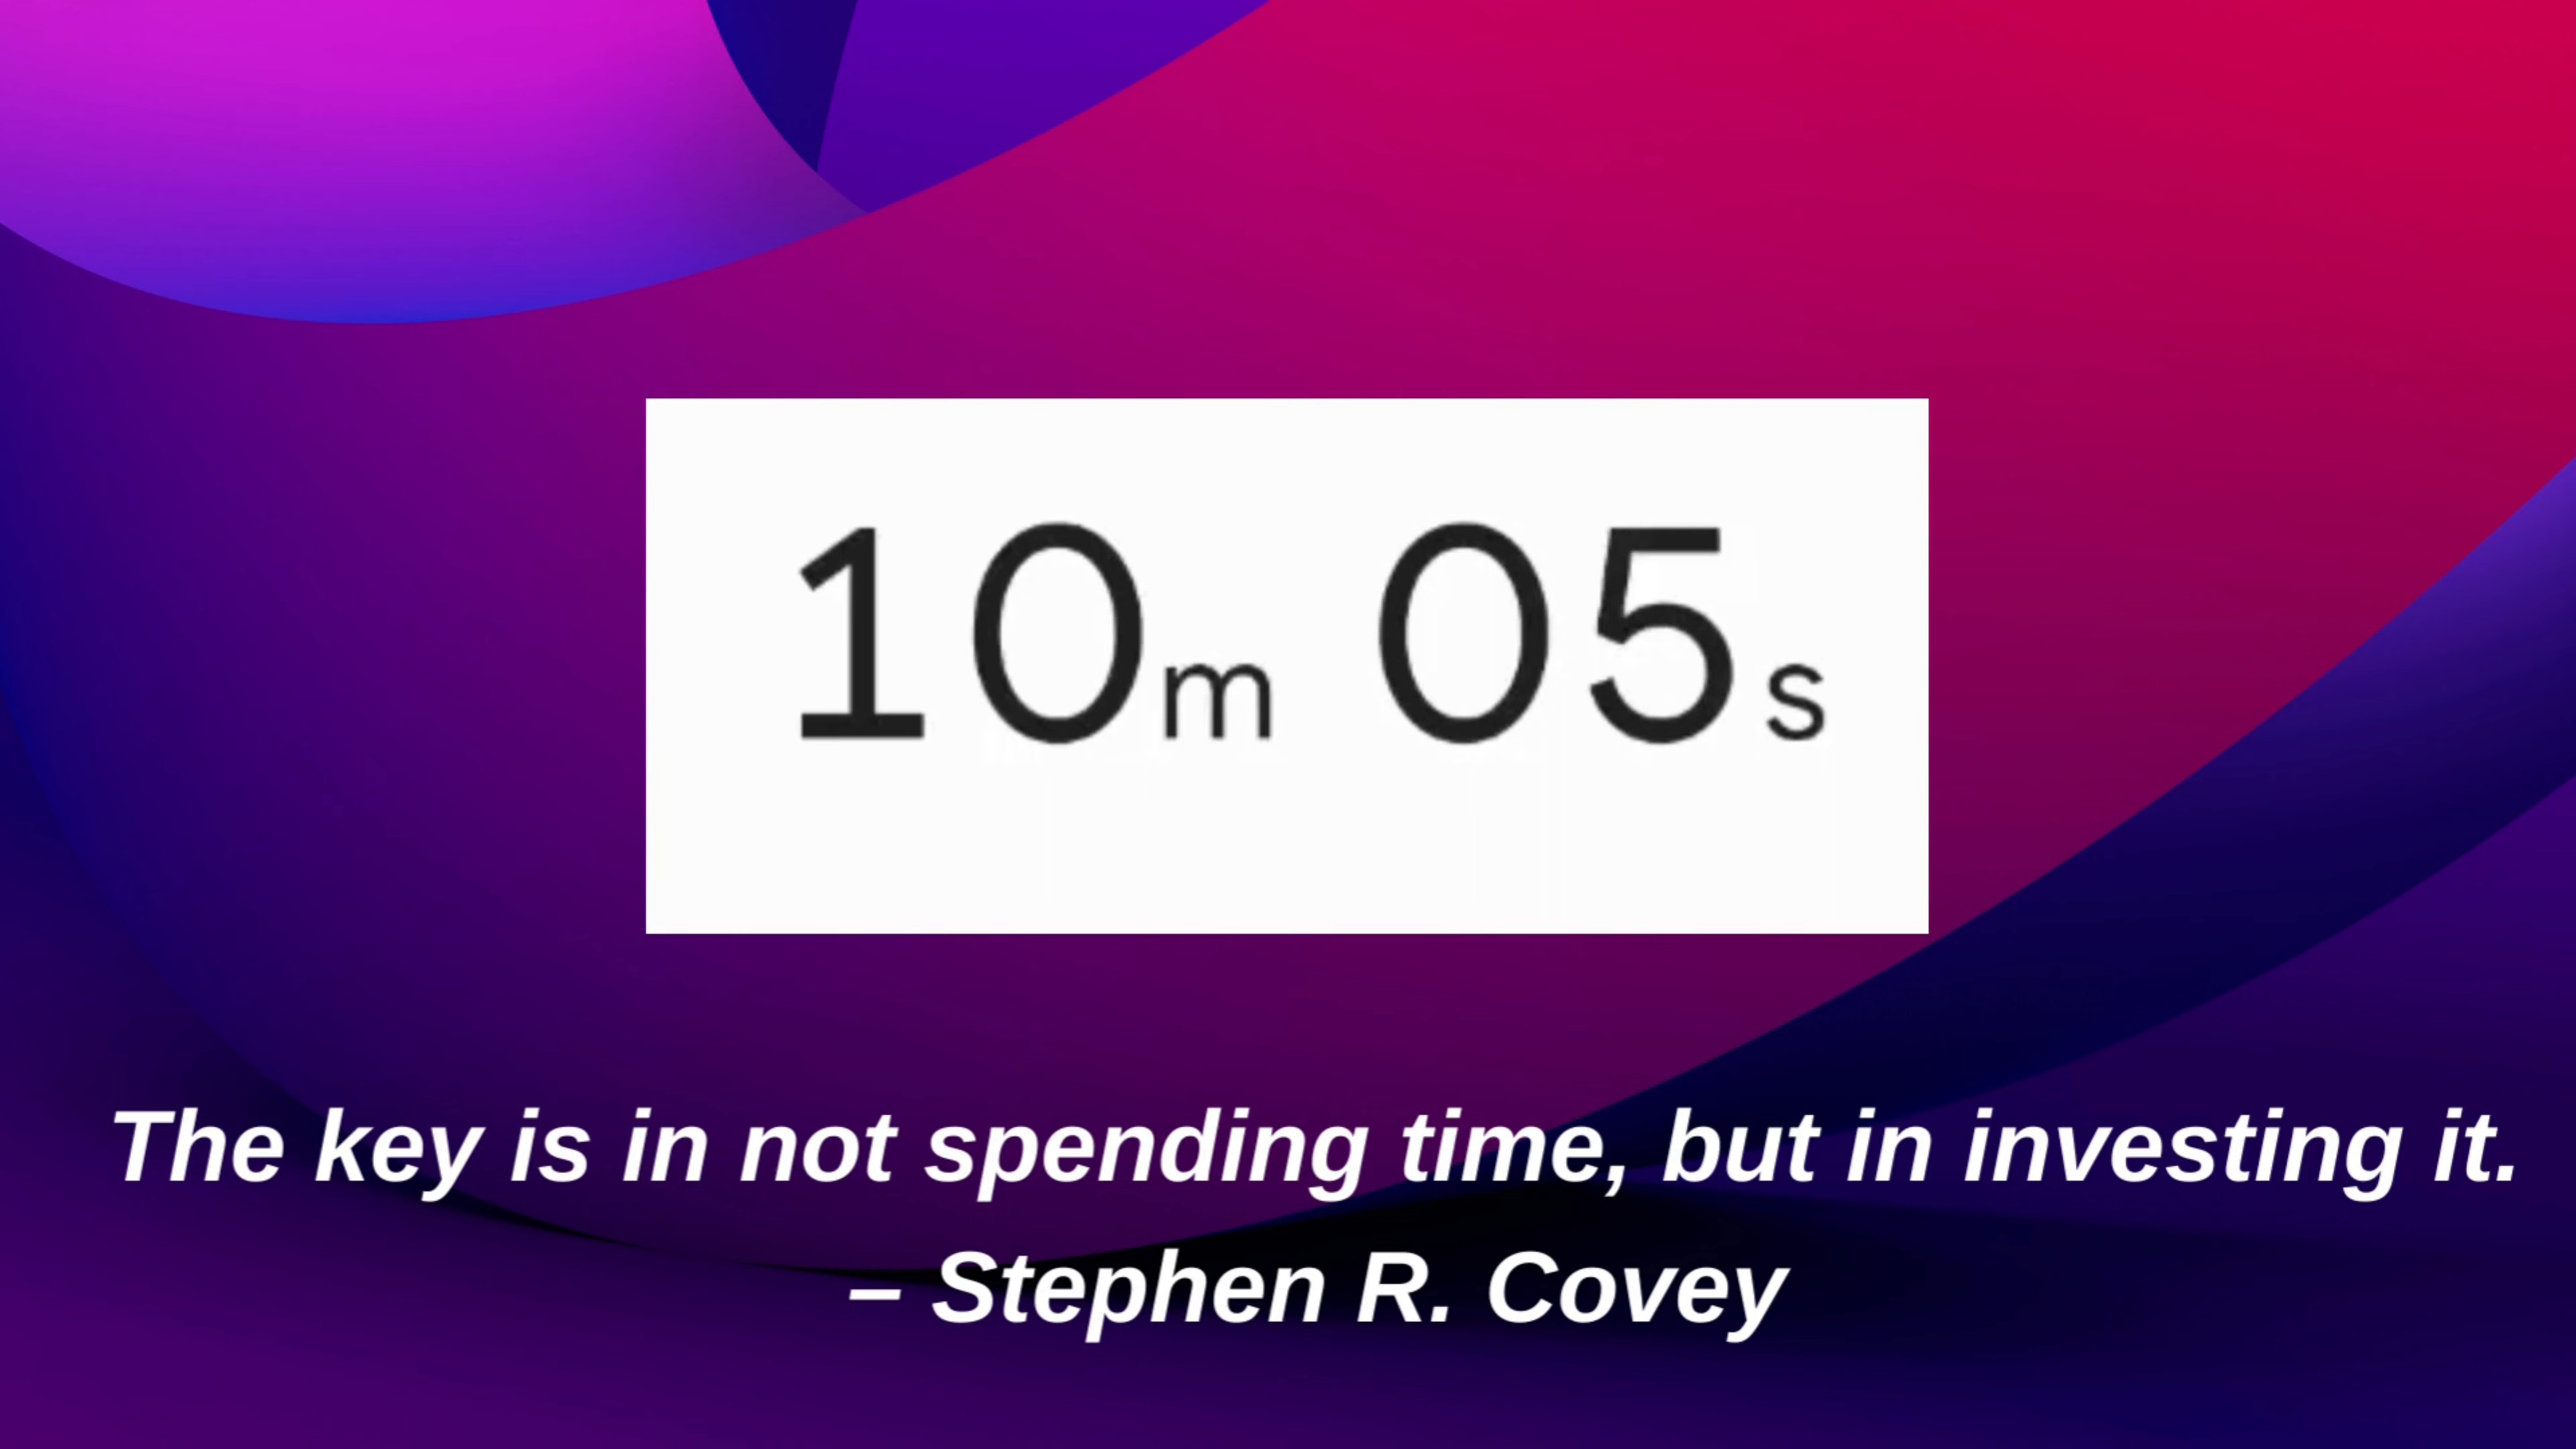 10m 05s
The key is in not spending time, but in investing it.
– Stephen R. Covey